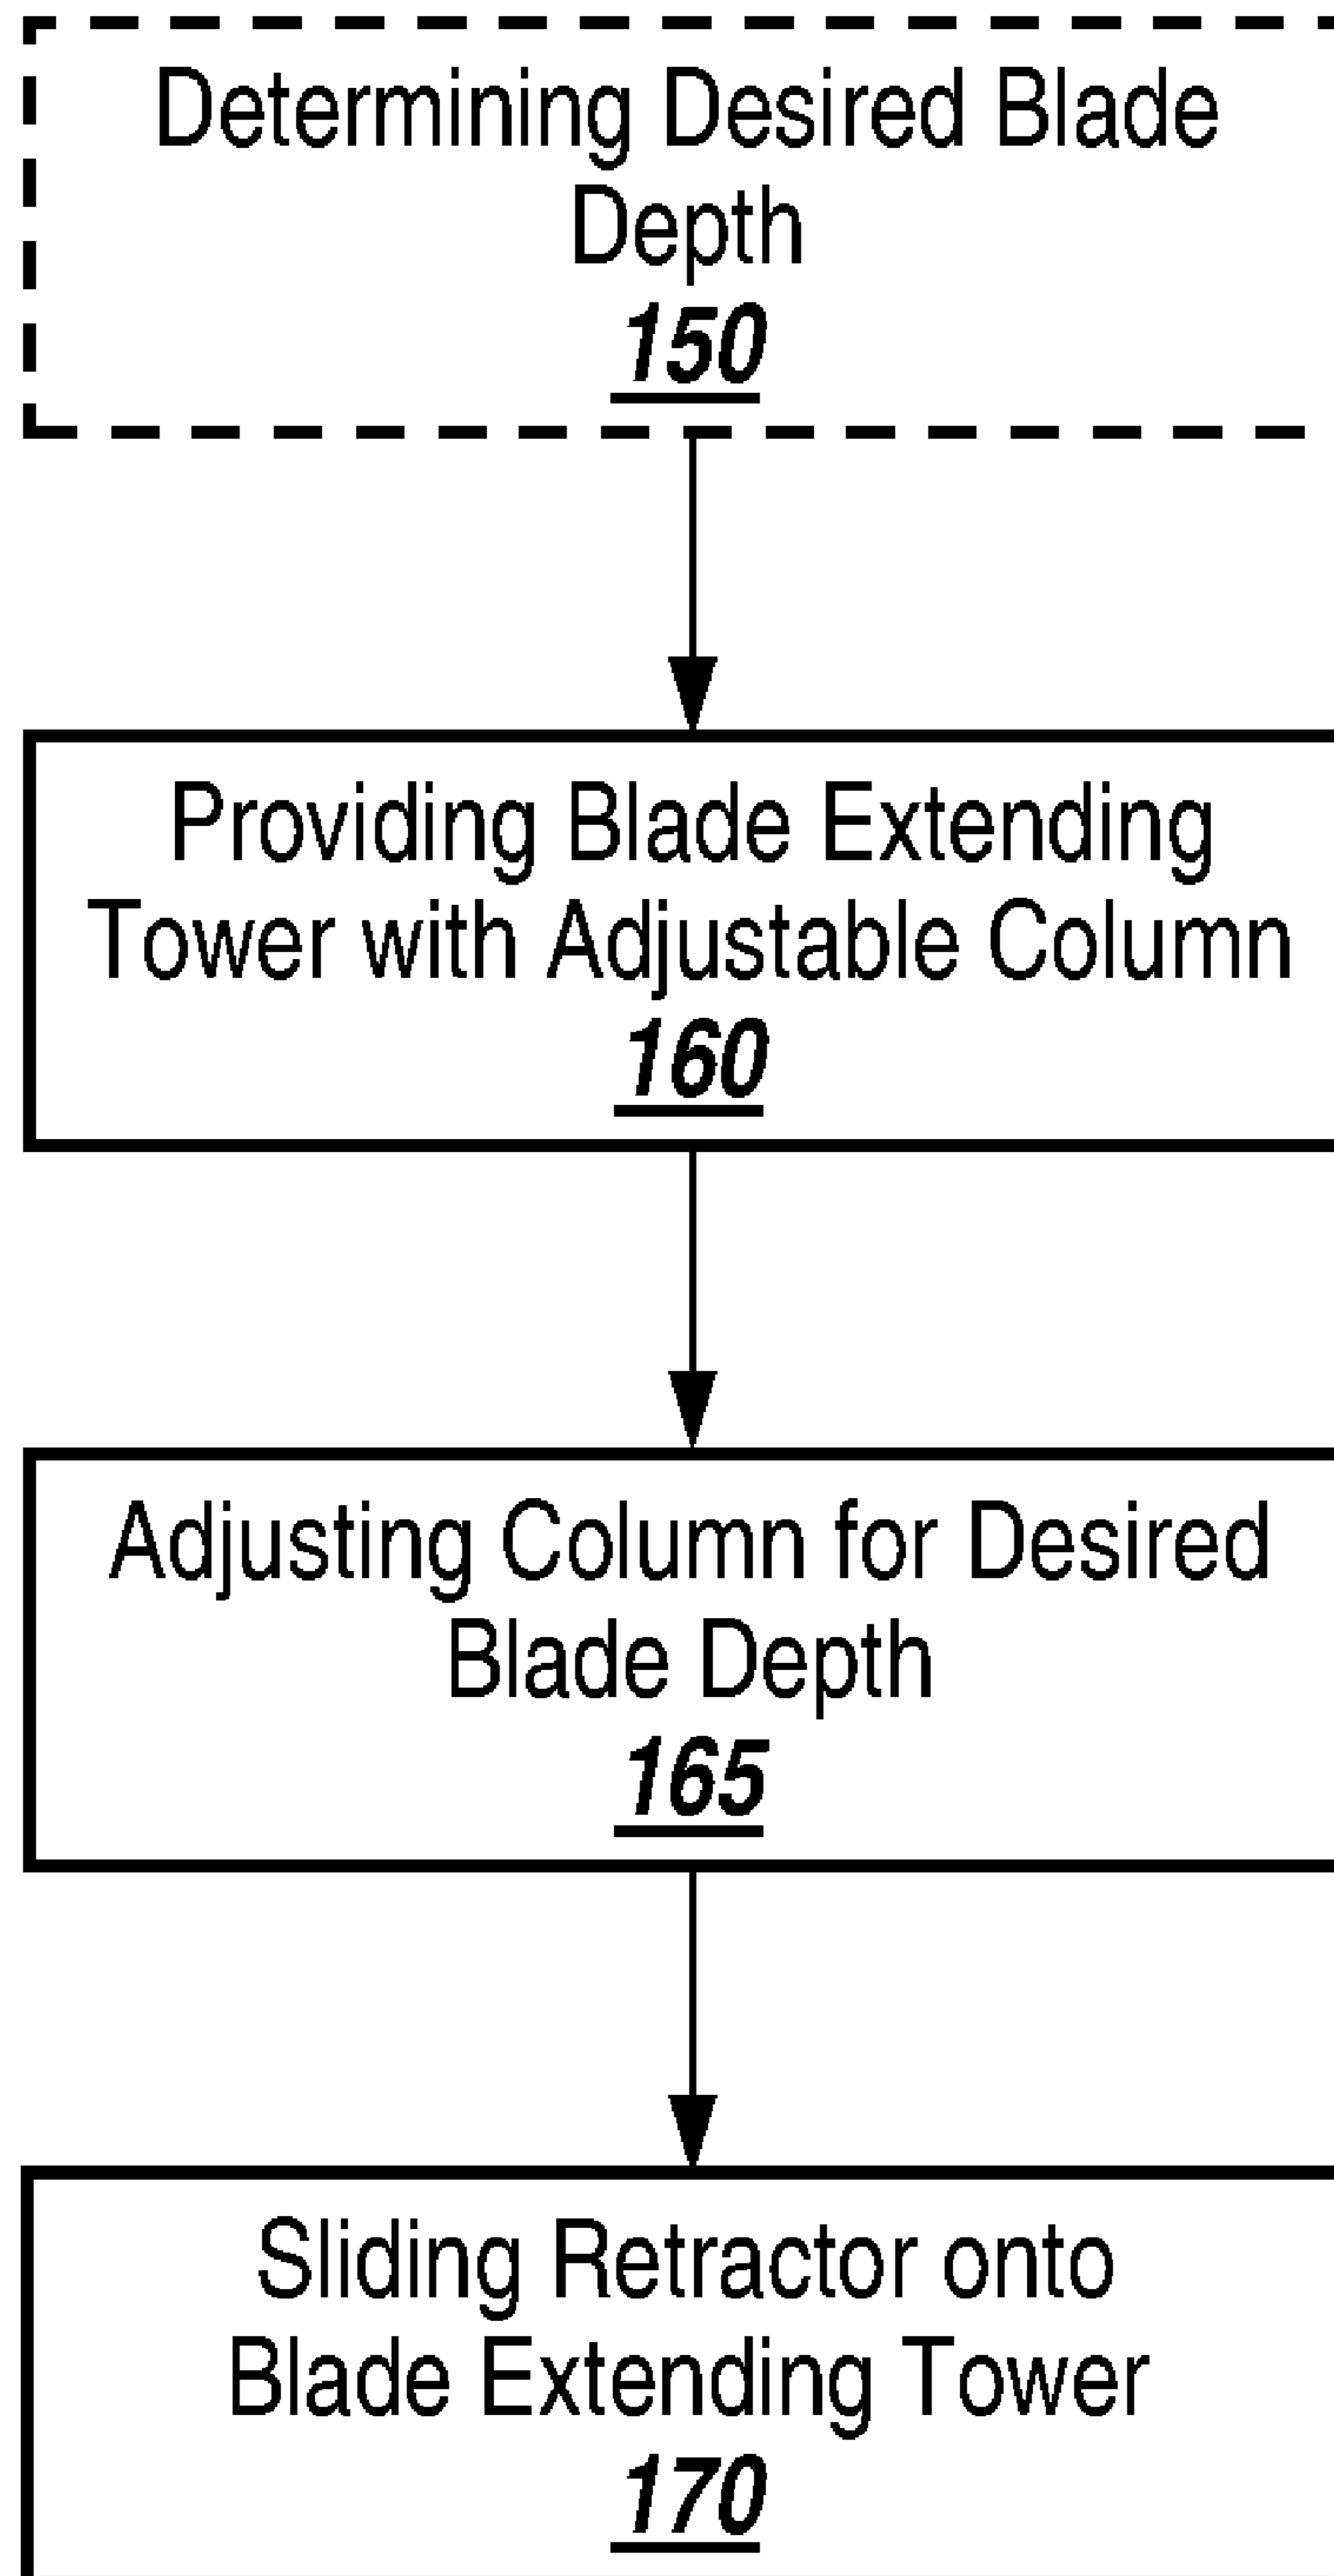 Determining Desired Blade
Depth
150
Providing Blade Extending
Tower with Adjustable Column
160
Adjusting Column for Desired
Blade Depth
165
Sliding Retractor onto
Blade Extending Tower
170